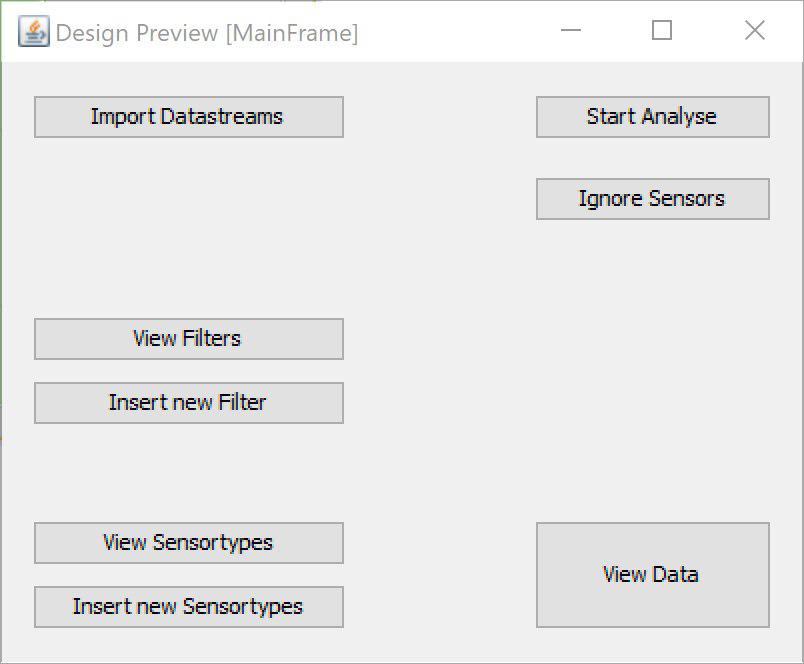 Design Preview [MainFrame]
Import Datastreams
Start Analyse
Ignore Sensors
View Filters
Insert new Filter
View Sensortypes
Insert new Sensortypes
View Data